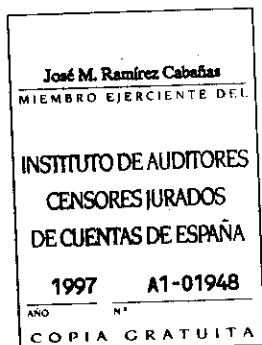 José M. Ramírez Cabañas
MIEMBRO EJERCIENTE DEL
INSTITUTO DE AUDITORES
CENSORES JURADOS
DE CUENTAS DE ESPAÑA
1997 A1-01948
AÑO Nº
COPIA GRATUITA